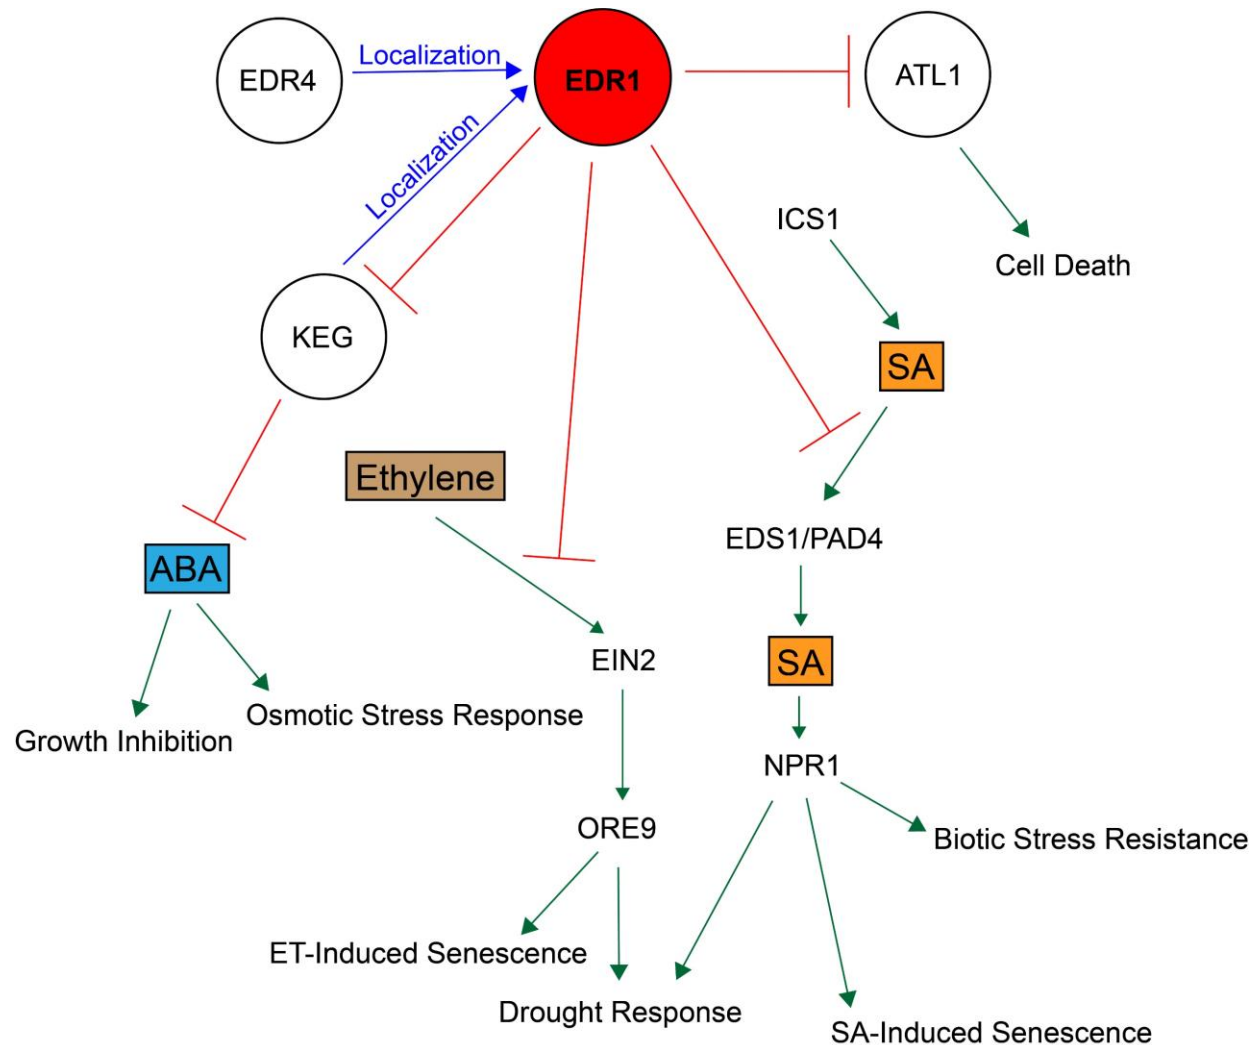 EDR4
Localization
EDR1
ATL1
Localization
ICS1
Cell Death
KEG
SA
Ethylene
EDS1/PAD4
ABA
EIN2
SA
Osmotic Stress Response
Growth Inhibition
NPR1
ORE9
Biotic Stress Resistance
ET-Induced Senescence
Drought Response
SA-Induced Senescence